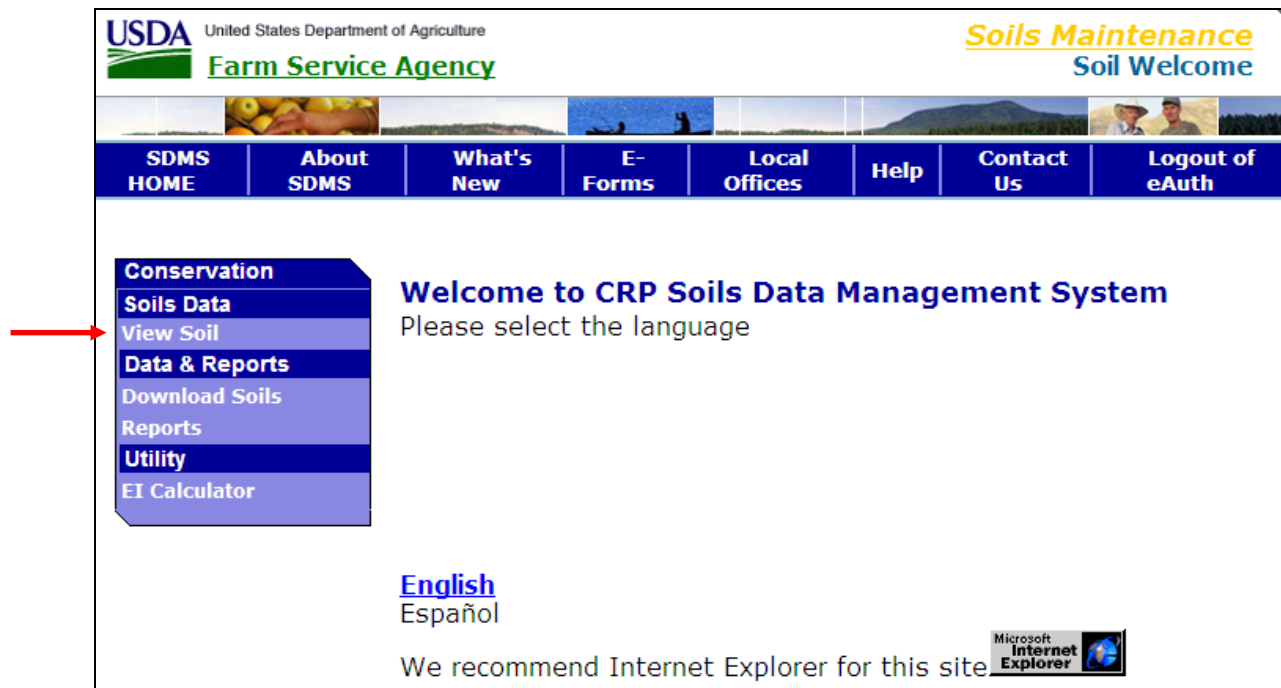 USDA United States Department of Agriculture
Farm Service Agency
Soils Maintenance
Soil Welcome
SDMS HOME
About SDMS
What's New
E-Forms
Local Offices
Help
Contact Us
Logout of eAuth
Conservation
Soils Data
View Soil
Data & Reports
Download Soils
Reports
Utility
EI Calculator
Welcome to CRP Soils Data Management System
Please select the language
English
Español
We recommend Internet Explorer for this site.
Microsoft
Internet
Explorer